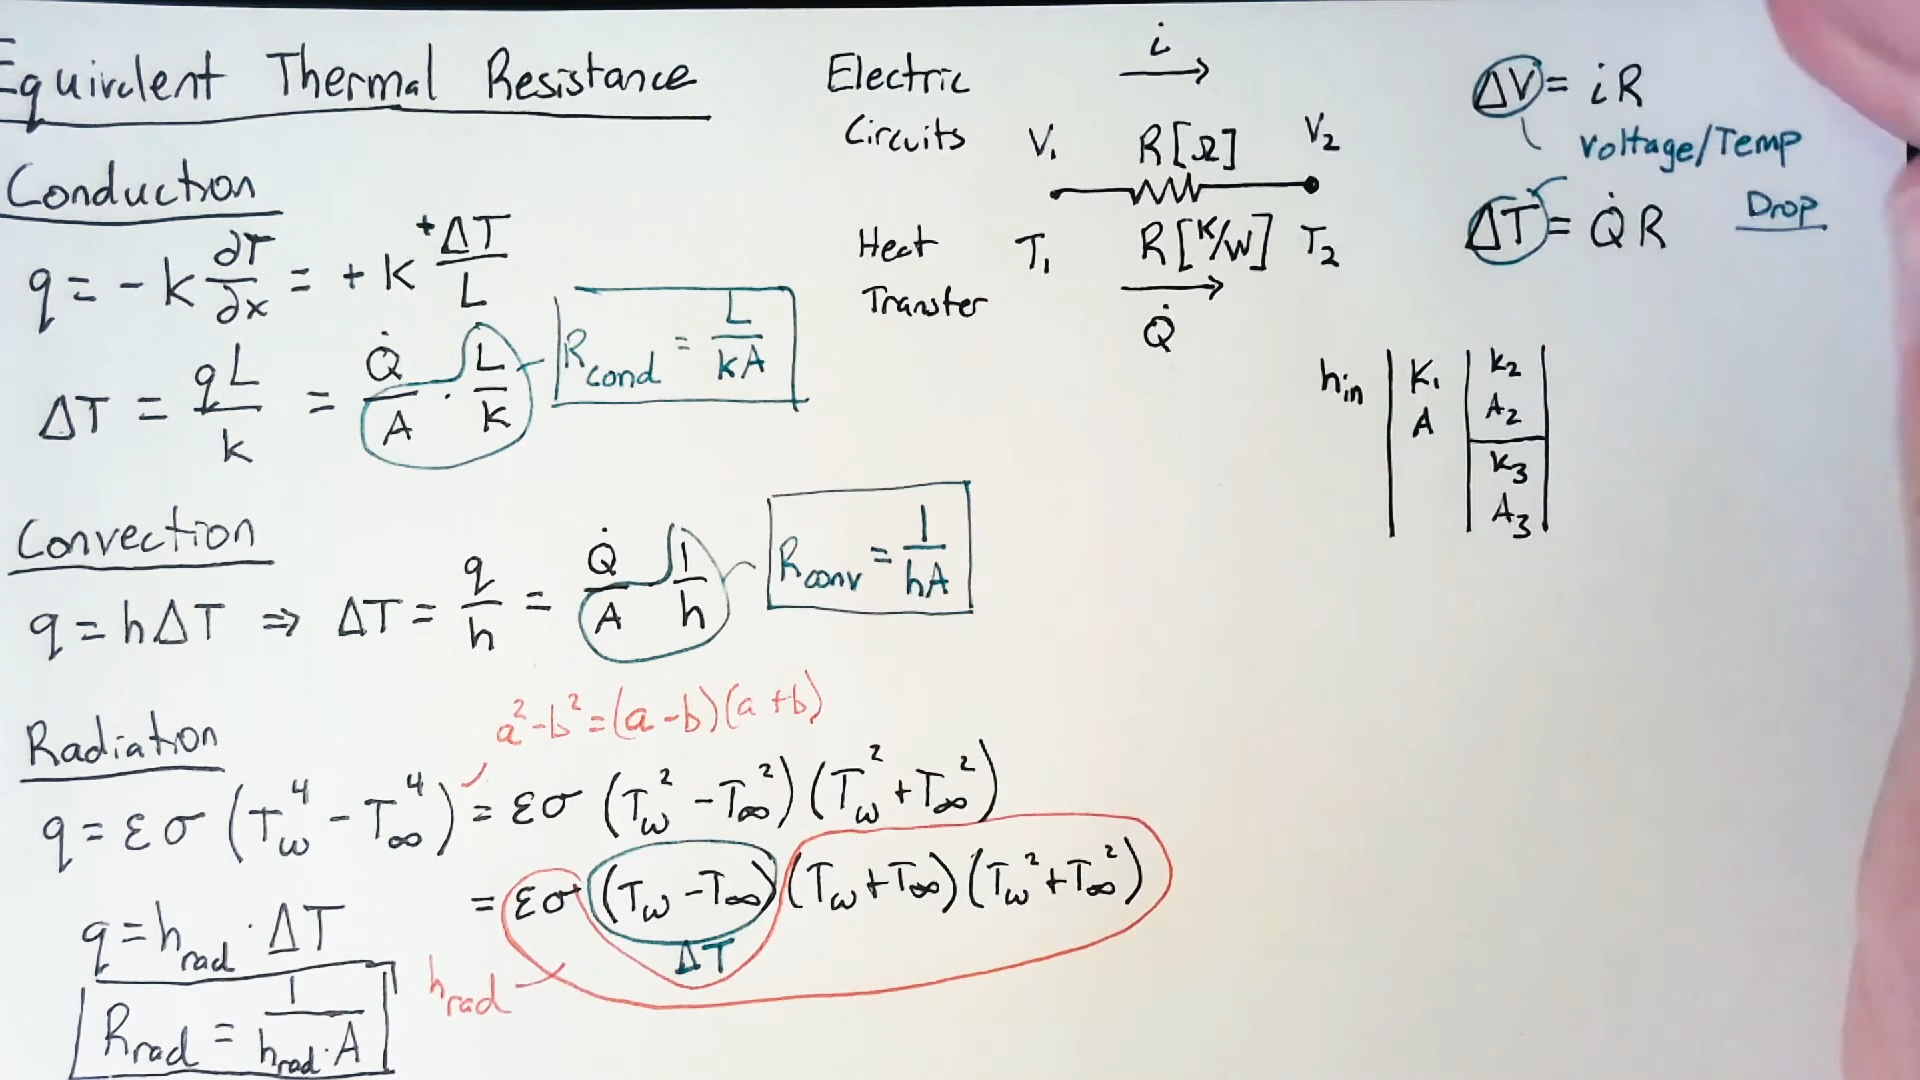 Equivalent Thermal Resistance
Conduction
q = -k ∂T/∂x = +k +ΔT/L
ΔT = qL/k = Q̇/A · L/k
R_cond = L/kA
Convection
q = hΔT ⇒ ΔT = q/h = Q̇/A 1/h
R_conv = 1/hA
Radiation
a² - b² = (a - b)(a + b)
q = εσ (T_w⁴ - T_∞⁴) = εσ (T_w² - T_∞²)(T_w² + T_∞²)
= εσ (T_w - T_∞)(T_w + T_∞)(T_w² + T_∞²)
ΔT
h_rad
q = h_rad · ΔT
R_rad = 1/h_rad · A
Electric
Circuits
i
V₁ R[Ω] V₂
Heat
Transfer
T₁ R[K/W] T₂
Q̇
ΔV = iR
Voltage/Temp
Drop
ΔT = Q̇R
h_in
K₁
A
k₂
A₂
k₃
A₃